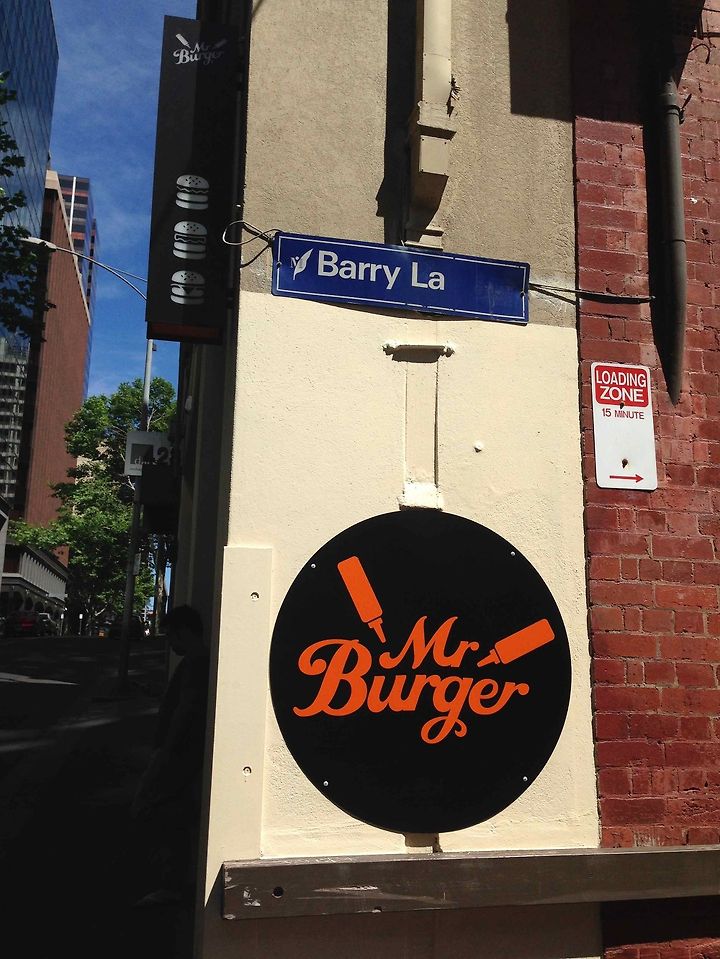 Mr
Burger
Barry La
LOADING
ZONE
15 MINUTE
Mr
Burger